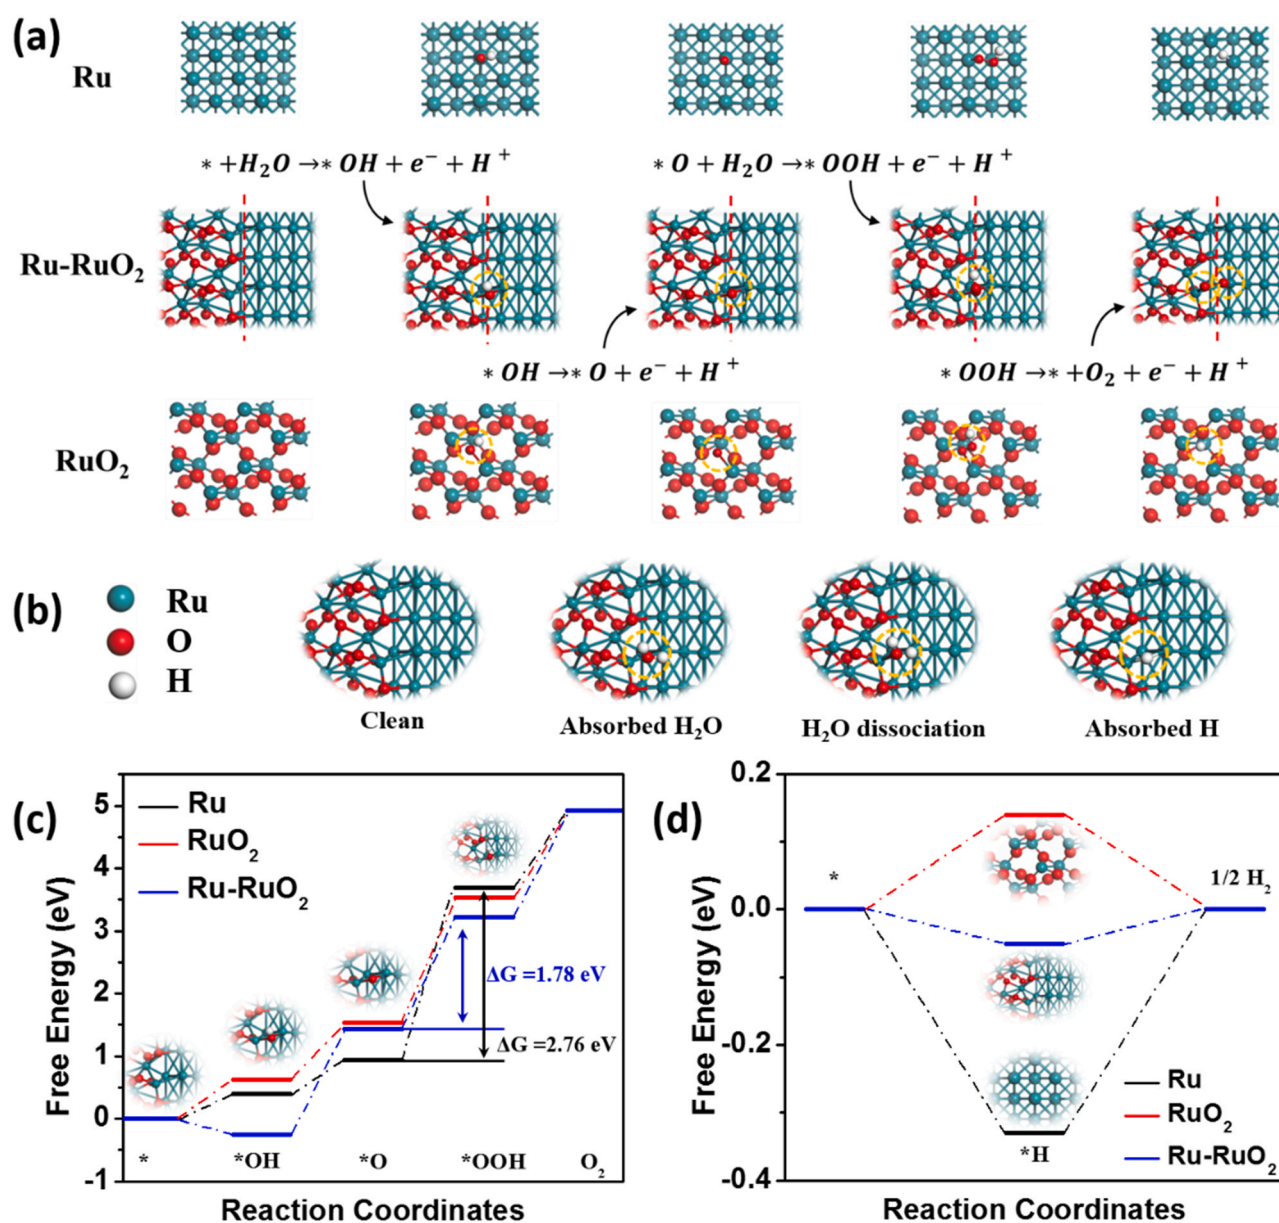 (a)
Ru
* +H₂O →* OH + e⁻ + H⁺
* O + H₂O →* OOH + e⁻ + H⁺
Ru-RuO₂
* OH →* O + e⁻ + H⁺
* OOH →* +O₂ + e⁻ + H⁺
RuO₂
(b)
Ru
O
H
Clean
Absorbed H₂O
H₂O dissociation
Absorbed H
(c)
Free Energy (eV)
5
4
3
2
1
0
-1
Ru
RuO₂
Ru-RuO₂
ΔG =1.78 eV
ΔG =2.76 eV
*
*OH
*O
*OOH
O₂
Reaction Coordinates
(d)
Free Energy (eV)
0.2
0.0
-0.2
-0.4
*
1/2 H₂
*H
Ru
RuO₂
Ru-RuO₂
Reaction Coordinates